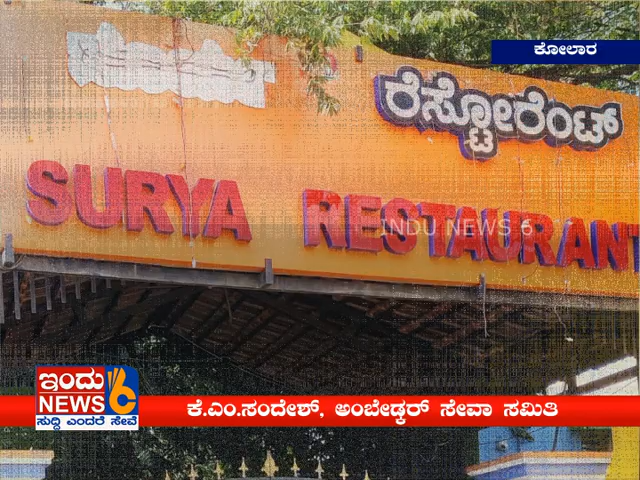 ಕೋಲಾರ
ರೆಸ್ಟೋರೆಂಟ್
SURYA RESTAURANT
INDU NEWS 6
ಇಂದು
NEWS 6
ಸುದ್ದಿ ಎಂದರೆ ಸೇವೆ
ಕೆ.ಎಂ.ಸಂದೇಶ್, ಅಂಬೇಡ್ಕರ್ ಸೇವಾ ಸಮಿತಿ